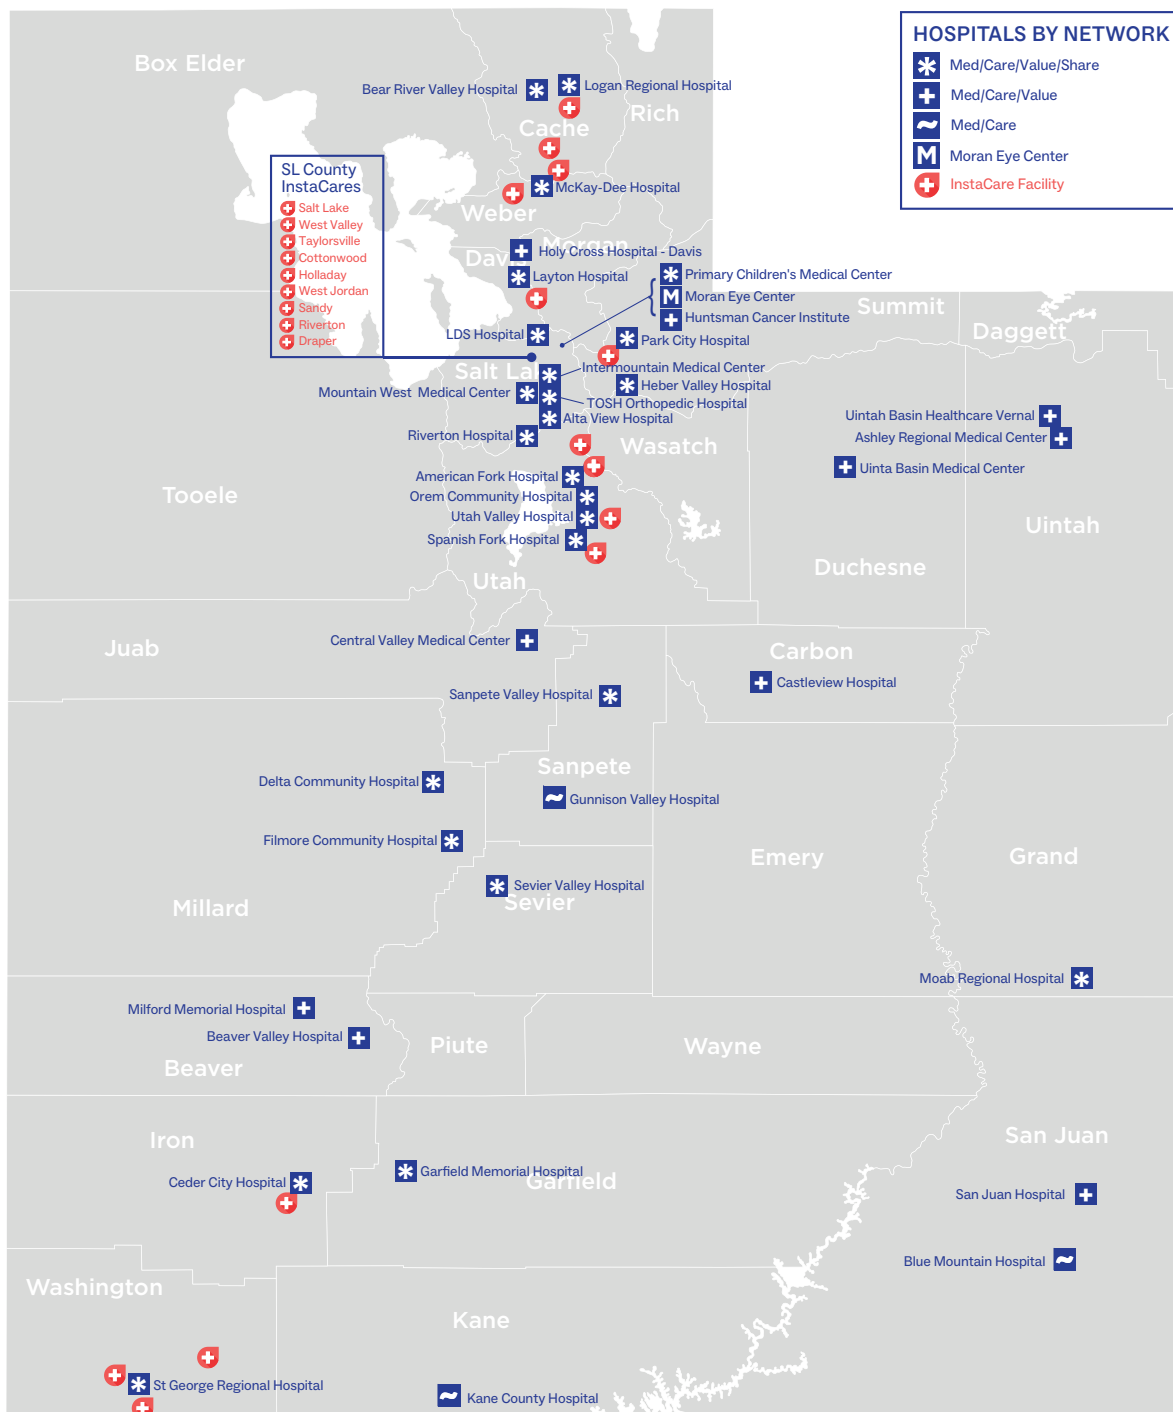 HOSPITALS BY NETWORK
Med/Care/Value/Share
Med/Care/Value
Med/Care
M Moran Eye Center
InstaCare Facility
Box Elder
Bear River Valley Hospital
Logan Regional Hospital
Rich
Cache
SL County
InstaCares
Salt Lake
West Valley
Taylorsville
Cottonwood
Holladay
West Jordan
Sandy
Riverton
Draper
McKay-Dee Hospital
Weber
Morgan
Holy Cross Hospital - Davis
Davi
Layton Hospital
Primary Children's Medical Center
M Moran Eye Center
Huntsman Cancer Institute
Summit
Daggett
LDS Hospital
Park City Hospital
Salt La
Intermountain Medical Center
Heber Valley Hospital
Mountain West Medical Center
TOSH Orthopedic Hospital
Alta View Hospital
Riverton Hospital
Wasatch
Uintah Basin Healthcare Vernal
Ashley Regional Medical Center
Uinta Basin Medical Center
American Fork Hospital
Orem Community Hospital
Utah Valley Hospital
Spanish Fork Hospital
Tooele
Uintah
Duchesne
Utah
Juab
Central Valley Medical Center
Carbon
Castleview Hospital
Sanpete Valley Hospital
Sanpete
Delta Community Hospital
Gunnison Valley Hospital
Filmore Community Hospital
Emery
Grand
Sevier Valley Hospital
Sevier
Millard
Moab Regional Hospital
Milford Memorial Hospital
Beaver Valley Hospital
Piute
Wayne
Beaver
Iron
San Juan
Garfield Memorial Hospital
Garfield
Ceder City Hospital
San Juan Hospital
Blue Mountain Hospital
Washington
Kane
St George Regional Hospital
Kane County Hospital